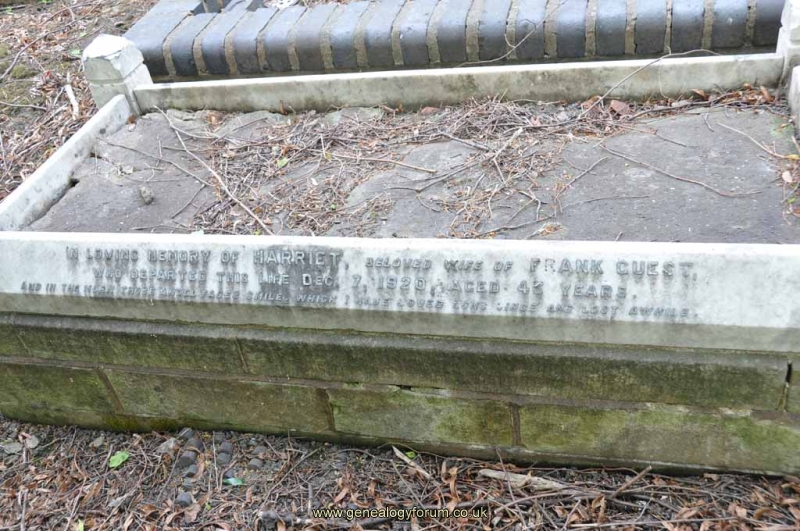 IN LOVING MEMORY OF HARRIET, BELOVED WIFE OF FRANK GUEST,
WHO DEPARTED THIS LIFE DEC. 7, 1920, AGED 42 YEARS.
AND IN THE MORN THOSE ANGEL FACES SMILE, WHICH I HAVE LOVED LONG SINCE AND LOST AWHILE.
www.genealogyforum.co.uk